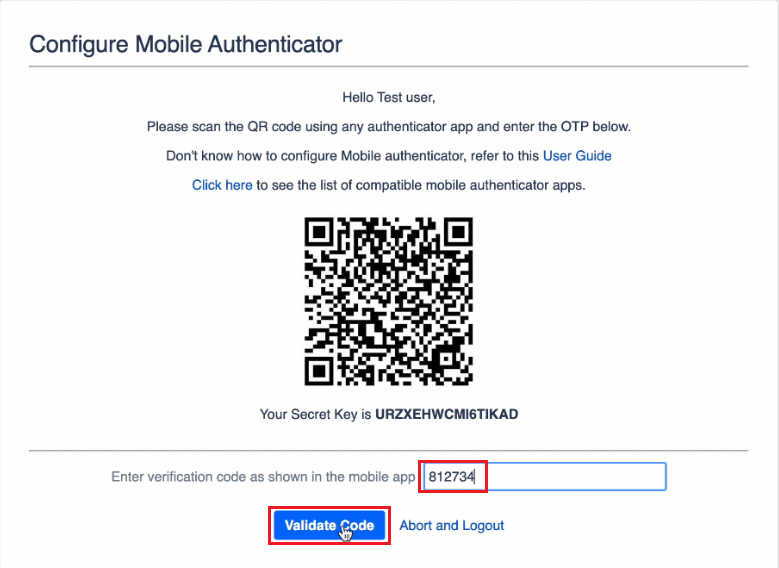 Configure Mobile Authenticator
Hello Test user,
Please scan the QR code using any authenticator app and enter the OTP below.
Don't know how to configure Mobile authenticator, refer to this User Guide
Click here to see the list of compatible mobile authenticator apps.
Your Secret Key is URZXEHWCMI6TIKAD
Enter verification code as shown in the mobile app 812734
Validate Code Abort and Logout